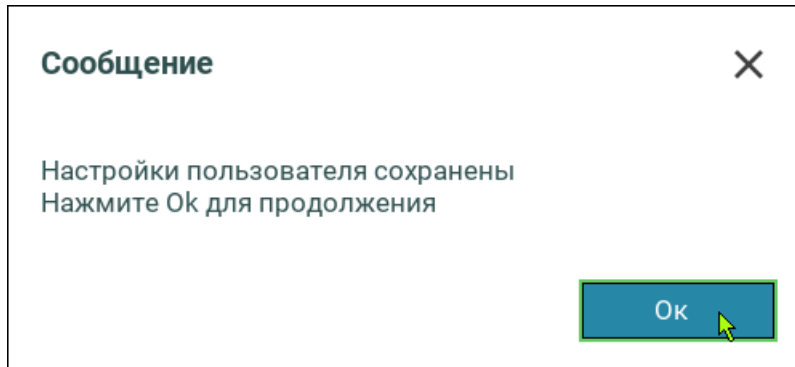 Сообщение
Настройки пользователя сохранены
Нажмите Ok для продолжения
Ок